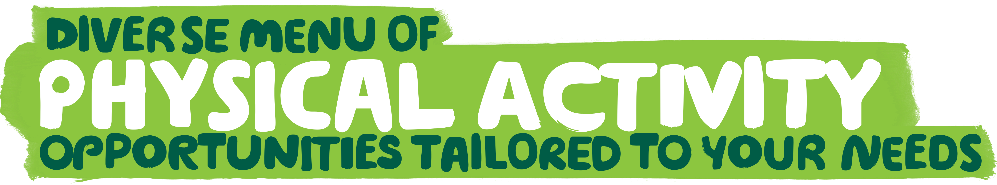 DIVERSE MENU OF
PHYSICAL ACTIVITY
OPPORTUNITIES TAILORED TO YOUR NEEDS